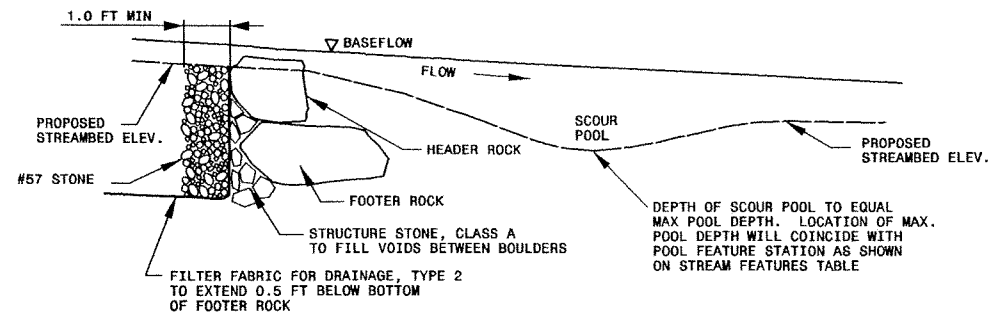 1.0 FT MIN
BASEFLOW
FLOW
PROPOSED
STREAMBED ELEV.
#57 STONE
HEADER ROCK
FOOTER ROCK
SCOUR
POOL
PROPOSED
STREAMBED ELEV.
STRUCTURE STONE, CLASS A
TO FILL VOIDS BETWEEN BOULDERS
FILTER FABRIC FOR DRAINAGE, TYPE 2
TO EXTEND 0.5 FT BELOW BOTTOM
OF FOOTER ROCK
DEPTH OF SCOUR POOL TO EQUAL
MAX POOL DEPTH. LOCATION OF MAX.
POOL DEPTH WILL COINCIDE WITH
POOL FEATURE STATION AS SHOWN
ON STREAM FEATURES TABLE